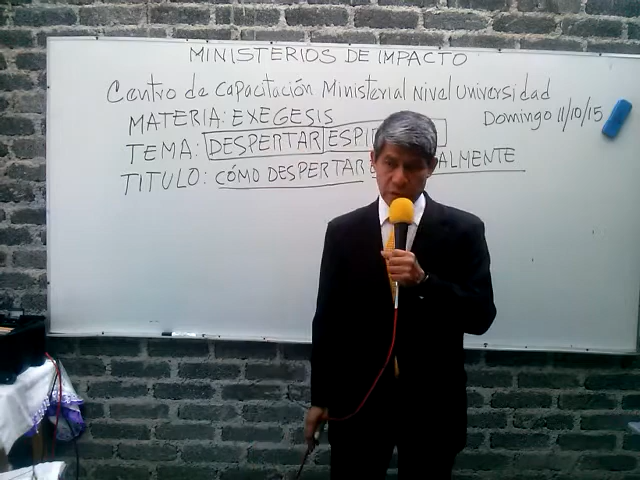 MINISTERIOS DE IMPACTO
Centro de Capacitación Ministerial Nivel Universidad
MATERIA: EXEGESIS
Domingo 11/10/15
TEMA: DESPERTAR
TITULO: CÓMO DESPERTAR